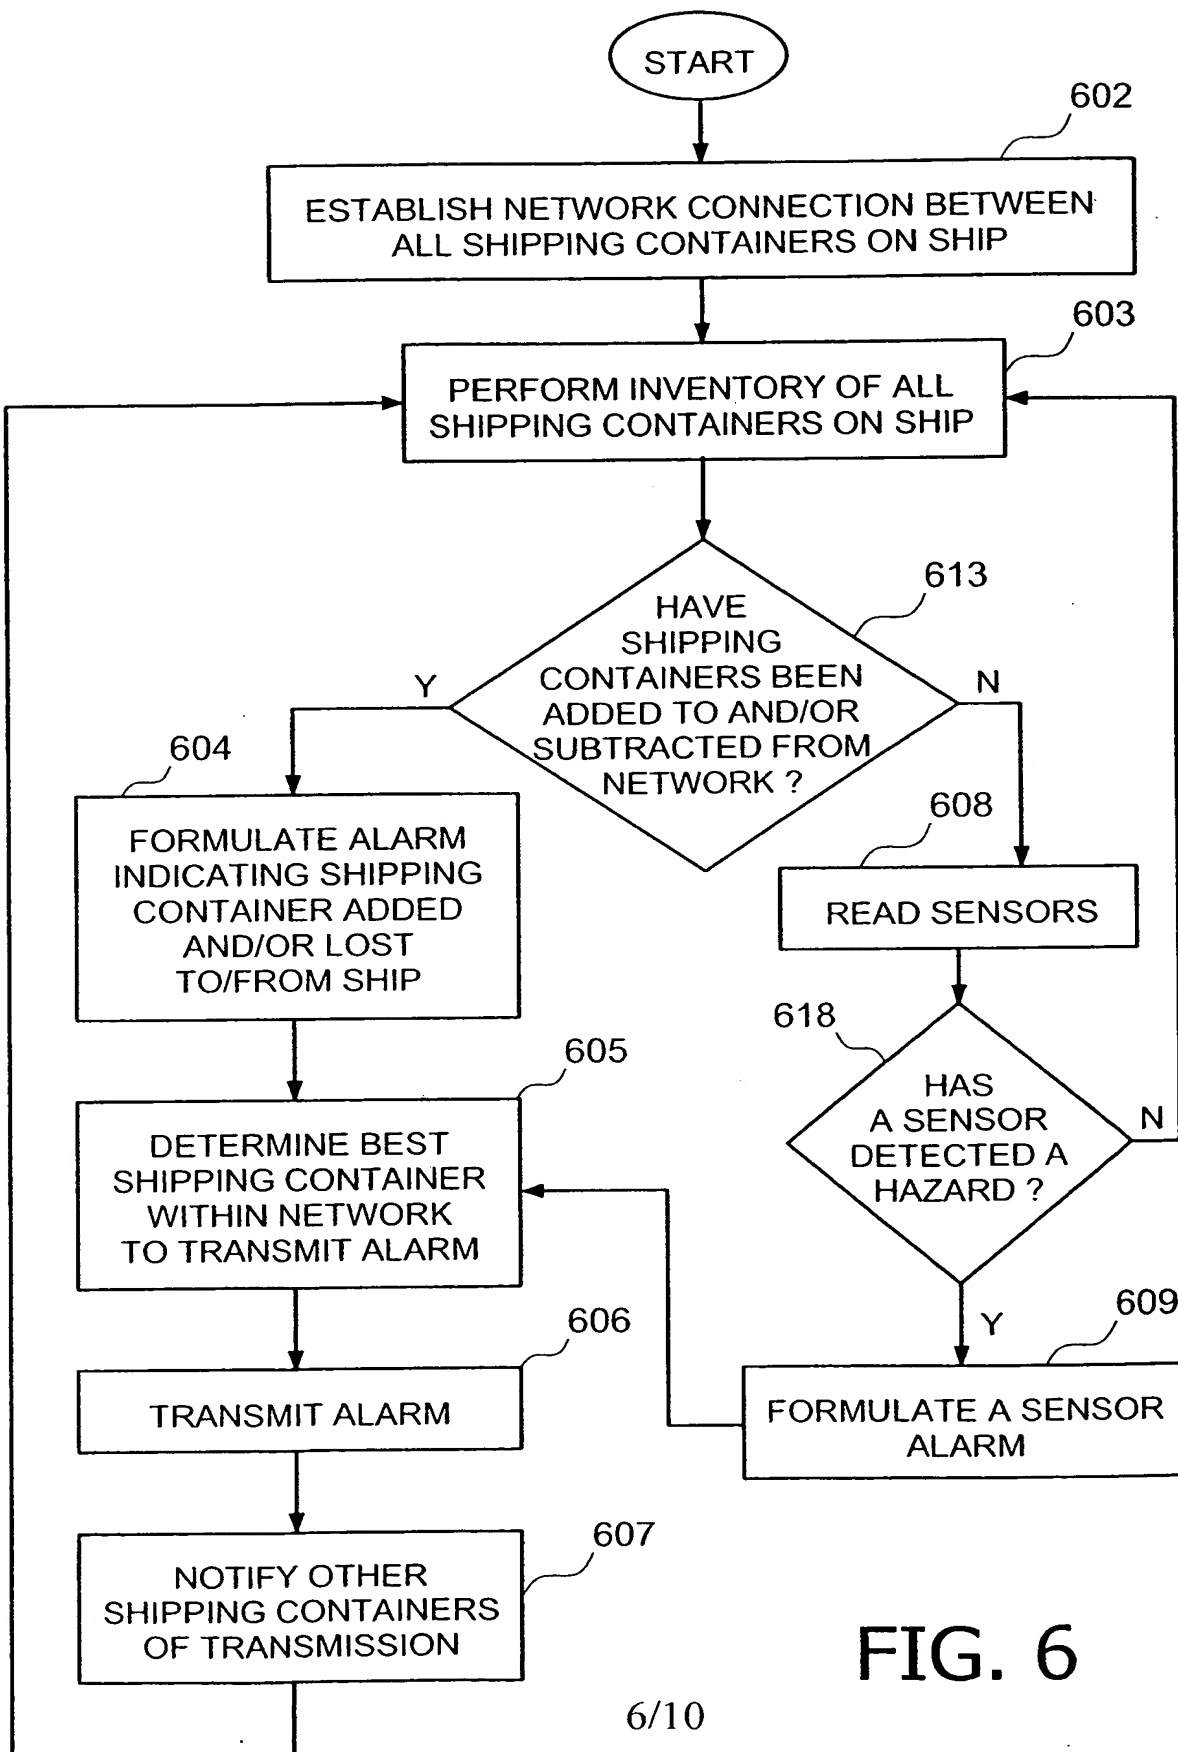 START
602
ESTABLISH NETWORK CONNECTION BETWEEN
ALL SHIPPING CONTAINERS ON SHIP
603
PERFORM INVENTORY OF ALL
SHIPPING CONTAINERS ON SHIP
613
HAVE
SHIPPING
CONTAINERS BEEN
ADDED TO AND/OR
SUBTRACTED FROM
NETWORK ?
Y
N
604
FORMULATE ALARM
INDICATING SHIPPING
CONTAINER ADDED
AND/OR LOST
TO/FROM SHIP
608
READ SENSORS
618
HAS
A SENSOR
DETECTED A
HAZARD ?
N
Y
605
DETERMINE BEST
SHIPPING CONTAINER
WITHIN NETWORK
TO TRANSMIT ALARM
609
FORMULATE A SENSOR
ALARM
606
TRANSMIT ALARM
607
NOTIFY OTHER
SHIPPING CONTAINERS
OF TRANSMISSION
FIG. 6
6/10